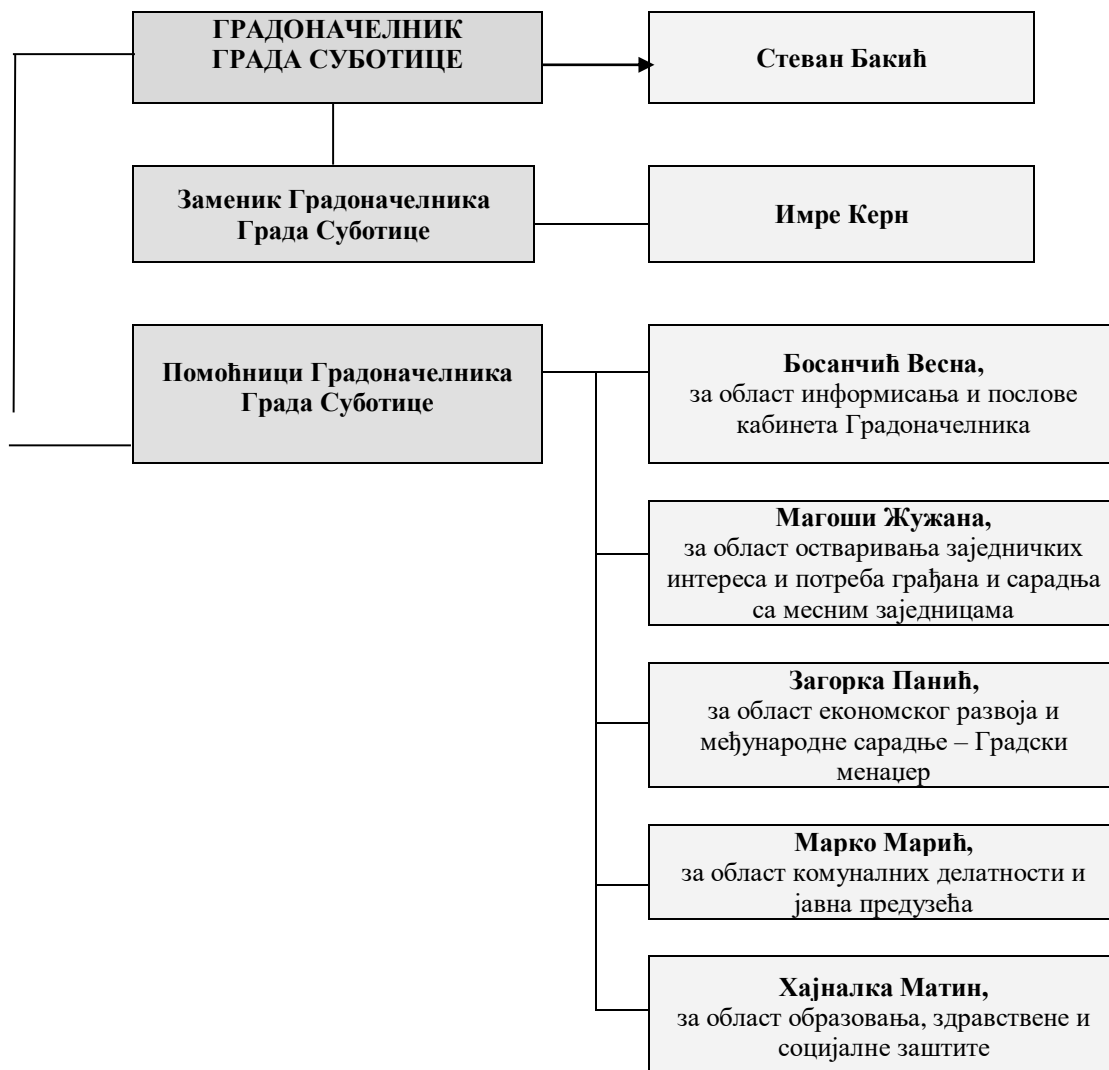 ГРАДОНАЧЕЛНИК
ГРАДА СУБОТИЦЕ
Стеван Бакић
Заменик Градоначелника
Града Суботице
Имре Керн
Помоћници Градоначелника
Града Суботице
Босанчић Весна,
за област информисања и послове
кабинета Градоначелника
Магоши Жужана,
за област остваривања заједничких
интереса и потреба грађана и сарадња
са месним заједницама
Загорка Панић,
за област економског развоја и
међународне сарадње – Градски
менаџер
Марко Марић,
за област комуналних делатности и
јавна предузећа
Хајналка Матин,
за област образовања, здравствене и
социјалне заштите